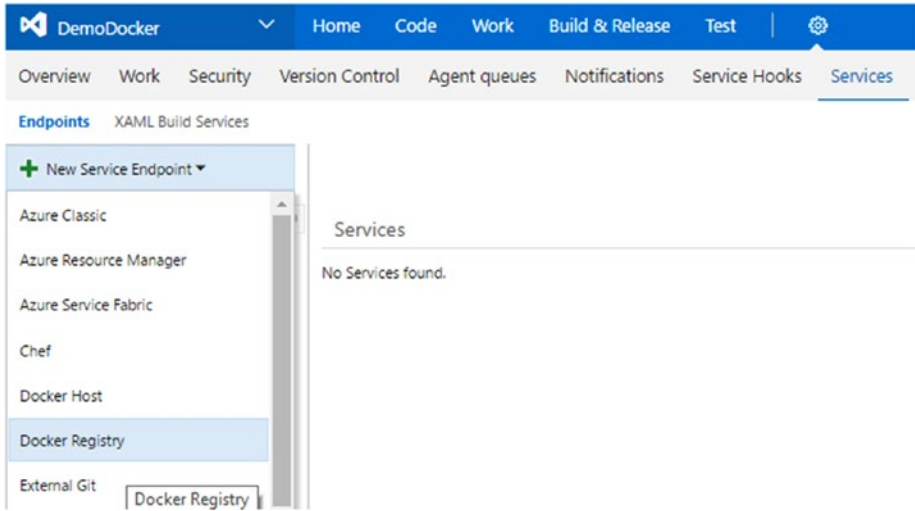 DemoDocker Home Code Work Build & Release Test
Overview Work Security Version Control Agent queues Notifications Service Hooks Services
Endpoints XAML Build Services
New Service Endpoint
Azure Classic
Services
Azure Resource Manager
No Services found.
Azure Service Fabric
Chef
Docker Host
Docker Registry
External Git
Docker Registry